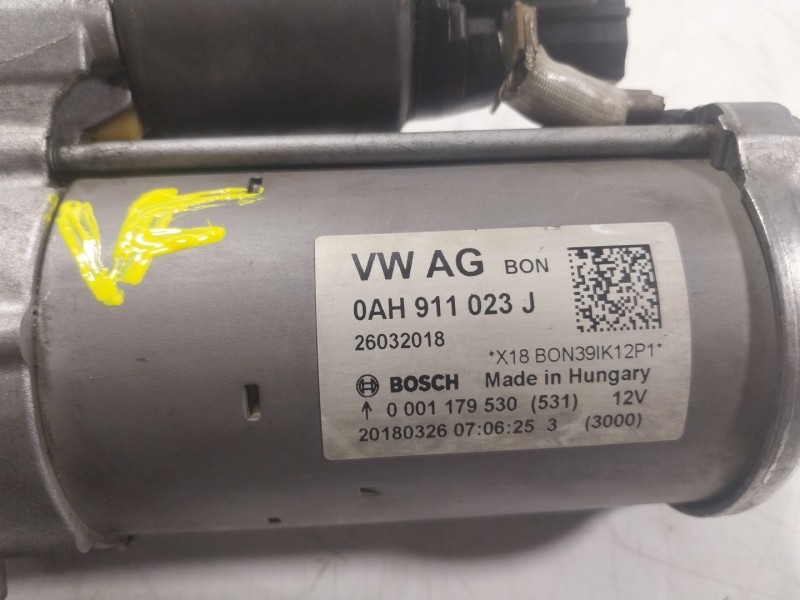 VF
VW AG BON
0AH 911 023 J
26032018
*X18 BON39IK12P1*
BOSCH Made in Hungary
↑ 0 001 179 530 (531) 12V
20180326 07:06:25 3 (3000)